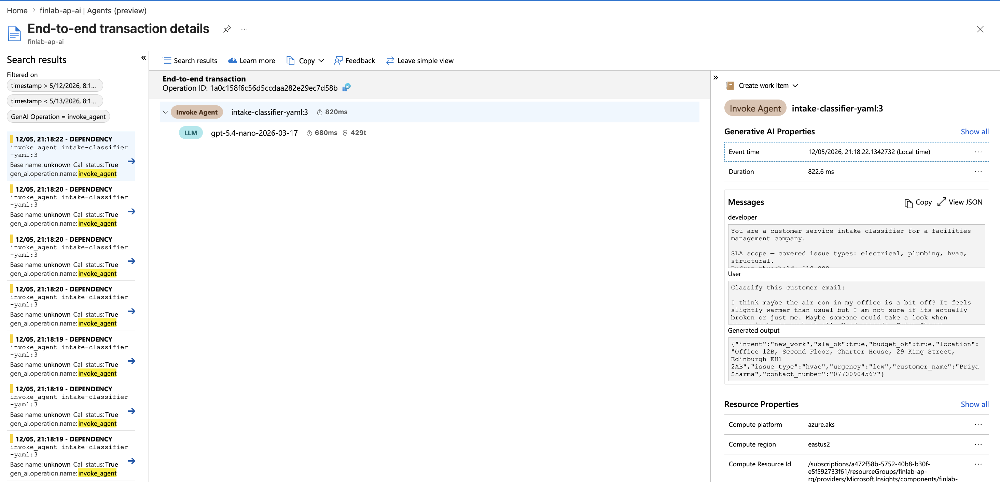 Home > finlab-ap-ai | Agents (preview)
End-to-end transaction details
finlab-ap-ai
Search results
Filtered on
timestamp > 5/12/2026, 8:1...
timestamp < 5/13/2026, 8:1...
GenAI Operation = invoke_agent
12/05, 21:18:22 - DEPENDENCY
invoke_agent intake-classifier
-yaml:3
Base name: unknown Call status: True
gen_ai.operation.name: invoke_agent
12/05, 21:18:20 - DEPENDENCY
invoke_agent intake-classifier
-yaml:3
Base name: unknown Call status: True
gen_ai.operation.name: invoke_agent
12/05, 21:18:20 - DEPENDENCY
invoke_agent intake-classifier
-yaml:3
Base name: unknown Call status: True
gen_ai.operation.name: invoke_agent
12/05, 21:18:20 - DEPENDENCY
invoke_agent intake-classifier
-yaml:3
Base name: unknown Call status: True
gen_ai.operation.name: invoke_agent
12/05, 21:18:19 - DEPENDENCY
invoke_agent intake-classifier
-yaml:3
Base name: unknown Call status: True
gen_ai.operation.name: invoke_agent
12/05, 21:18:19 - DEPENDENCY
invoke_agent intake-classifier
-yaml:3
Base name: unknown Call status: True
gen_ai.operation.name: invoke_agent
12/05, 21:18:19 - DEPENDENCY
invoke_agent intake-classifier
-yaml:3
Base name: unknown Call status: True
gen_ai.operation.name: invoke_agent
Search results Learn more Copy Feedback Leave simple view
End-to-end transaction
Operation ID: 1a0c158f6c56d5ccdaa282e29ec7d58b
Invoke Agent intake-classifier-yaml:3 820ms
LLM gpt-5.4-nano-2026-03-17 680ms 429t
Create work item
Invoke Agent intake-classifier-yaml:3
Generative AI Properties Show all
Event time 12/05/2026, 21:18:22.1342732 (Local time)
Duration 822.6 ms
Messages Copy View JSON
developer
You are a customer service intake classifier for a facilities
management company.
SLA scope – covered issue types: electrical, plumbing, hvac,
structural.
User
Classify this customer email:
I think maybe the air con in my office is a bit off? It feels
slightly warmer than usual but I am not sure if its actually
broken or just me. Maybe someone could take a look when
Generated output
{"intent":"new_work","sla_ok":true,"budget_ok":true,"location":
"Office 12B, Second Floor, Charter House, 29 King Street,
Edinburgh EH1
2AB","issue_type":"hvac","urgency":"low","customer_name":"Priya
Sharma","contact_number":"07700904567"}
Resource Properties Show all
Compute platform azure.aks
Compute region eastus2
Compute Resource Id /subscriptions/a472f58b-5752-40b8-b30f-
e5f592733f61/resourceGroups/finlab-ap-
rg/providers/Microsoft.Insights/components/finlab-